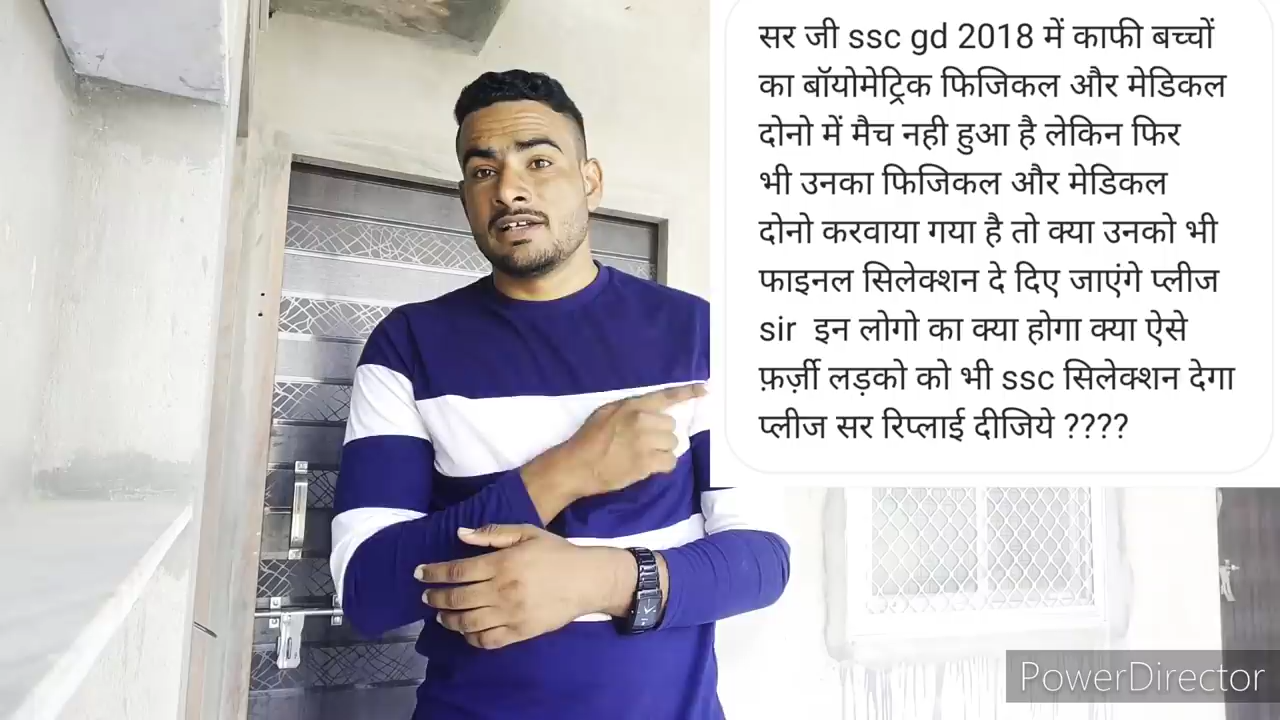 सर जी ssc gd 2018 में काफी बच्चों
का बॉयोमेट्रिक फिजिकल और मेडिकल
दोनो में मैच नही हुआ है लेकिन फिर
भी उनका फिजिकल और मेडिकल
दोनो करवाया गया है तो क्या उनको भी
फाइनल सिलेक्शन दे दिए जाएंगे प्लीज
sir इन लोगो का क्या होगा क्या ऐसे
फ़र्ज़ी लड़को को भी ssc सिलेक्शन देगा
प्लीज सर रिप्लाई दीजिये ????
PowerDirector